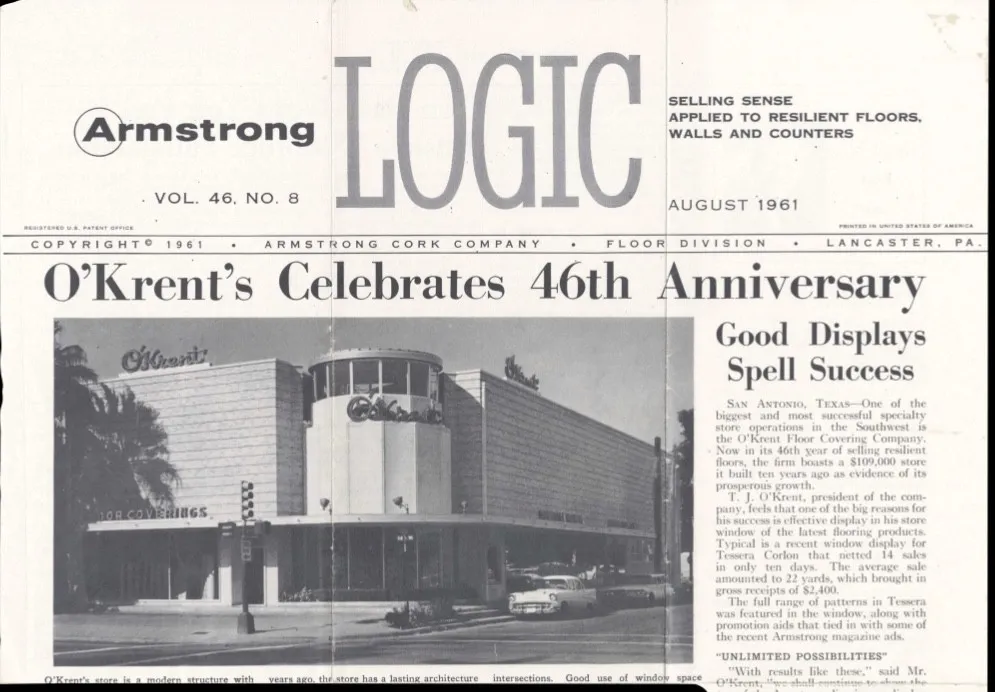 Armstrong
LOGIC
SELLING SENSE
APPLIED TO RESILIENT FLOORS,
WALLS AND COUNTERS
VOL. 46, NO. 8
AUGUST 1961
REGISTERED U.S. PATENT OFFICE
PRINTED IN UNITED STATES OF AMERICA
COPYRIGHT© 1961 • ARMSTRONG CORK COMPANY • FLOOR DIVISION • LANCASTER, PA.
O'Krent's Celebrates 46th Anniversary
O'Krent's
O'Krent's
OOR COVERINGS
Good Displays
Spell Success
SAN ANTONIO, TEXAS—One of the
biggest and most successful specialty
store operations in the Southwest is
the O'Krent Floor Covering Company.
Now in its 46th year of selling resilient
floors, the firm boasts a $109,000 store
it built ten years ago as evidence of its
prosperous growth.
T. J. O'Krent, president of the com-
pany, feels that one of the big reasons for
his success is effective display in his store
window of the latest flooring products.
Typical is a recent window display for
Tessera Corlon that netted 14 sales
in only ten days. The average sale
amounted to 22 yards, which brought in
gross receipts of $2,400.
The full range of patterns in Tessera
was featured in the window, along with
promotion aids that tied in with some of
the recent Armstrong magazine ads.
"UNLIMITED POSSIBILITIES"
"With results like these," said Mr.
O'Krent, "we shall continue to show the
O'Krent's store is a modern structure with
years ago, the store has a lasting architecture
intersections. Good use of window space